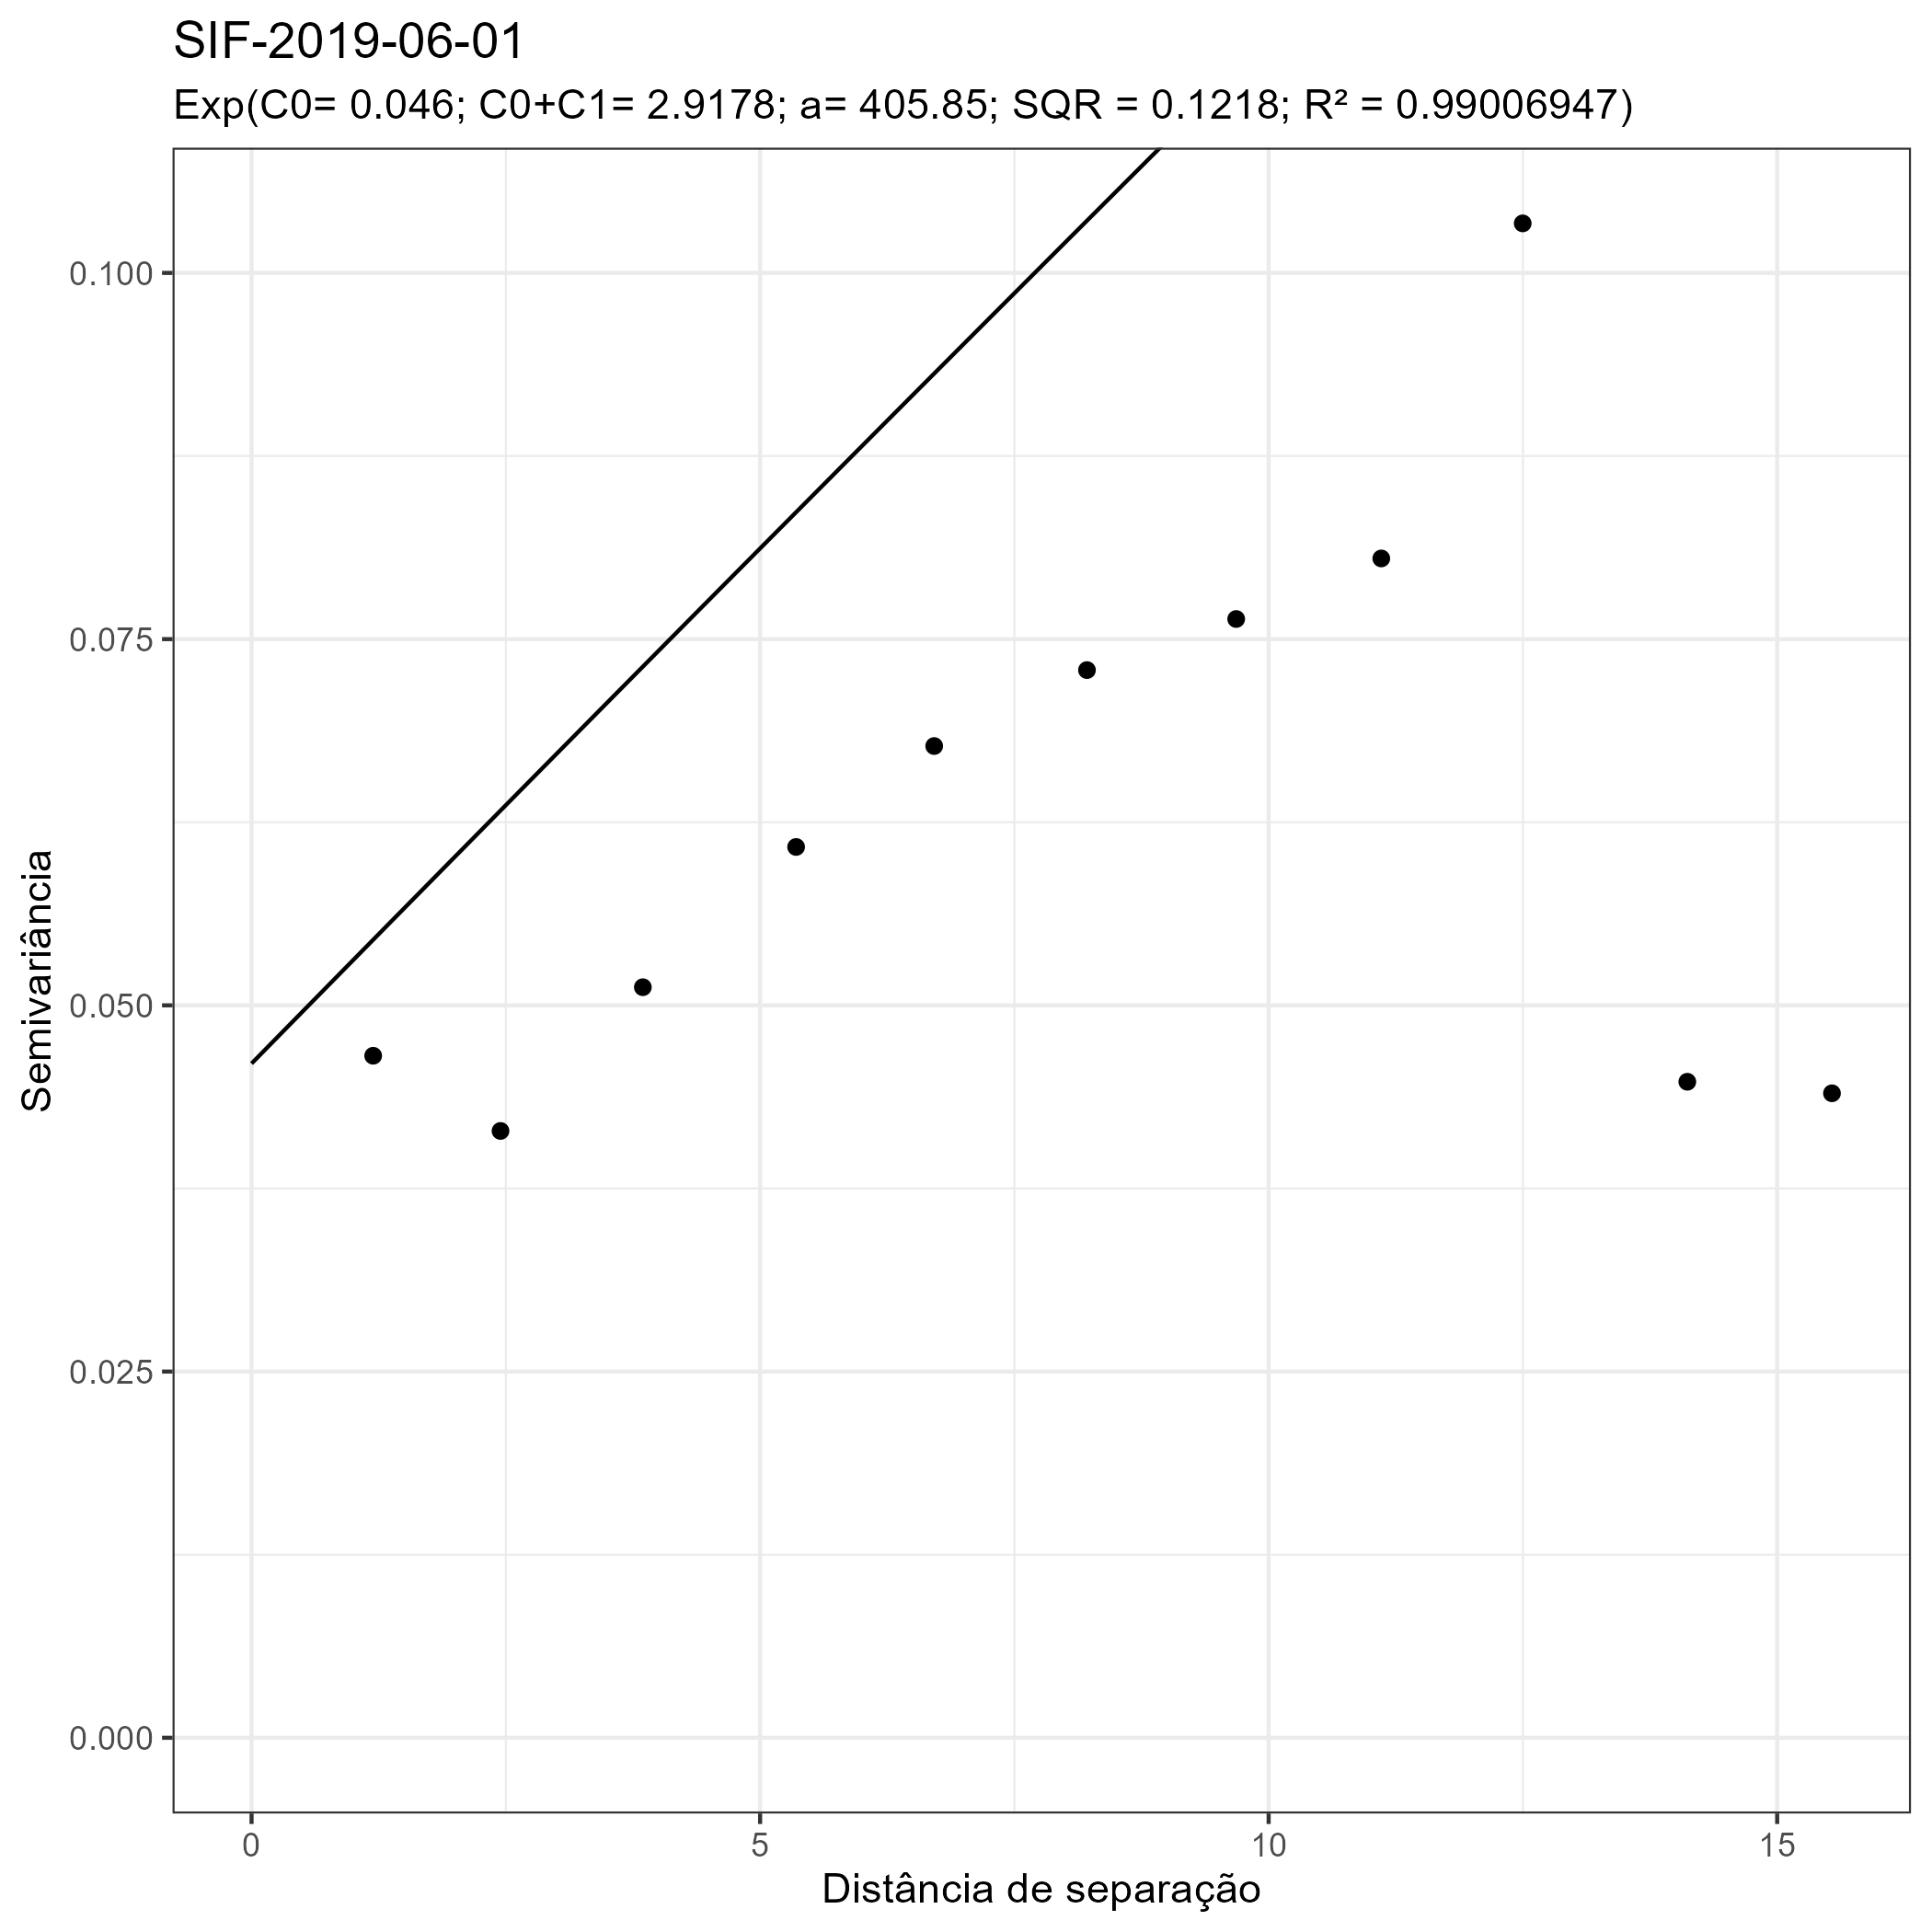 SIF-2019-06-01
Exp(C0= 0.046; C0+C1= 2.9178; a= 405.85; SQR = 0.1218; R² = 0.99006947)
Semivariância
0.100
0.075
0.050
0.025
0.000
0 5 10 15
Distância de separação